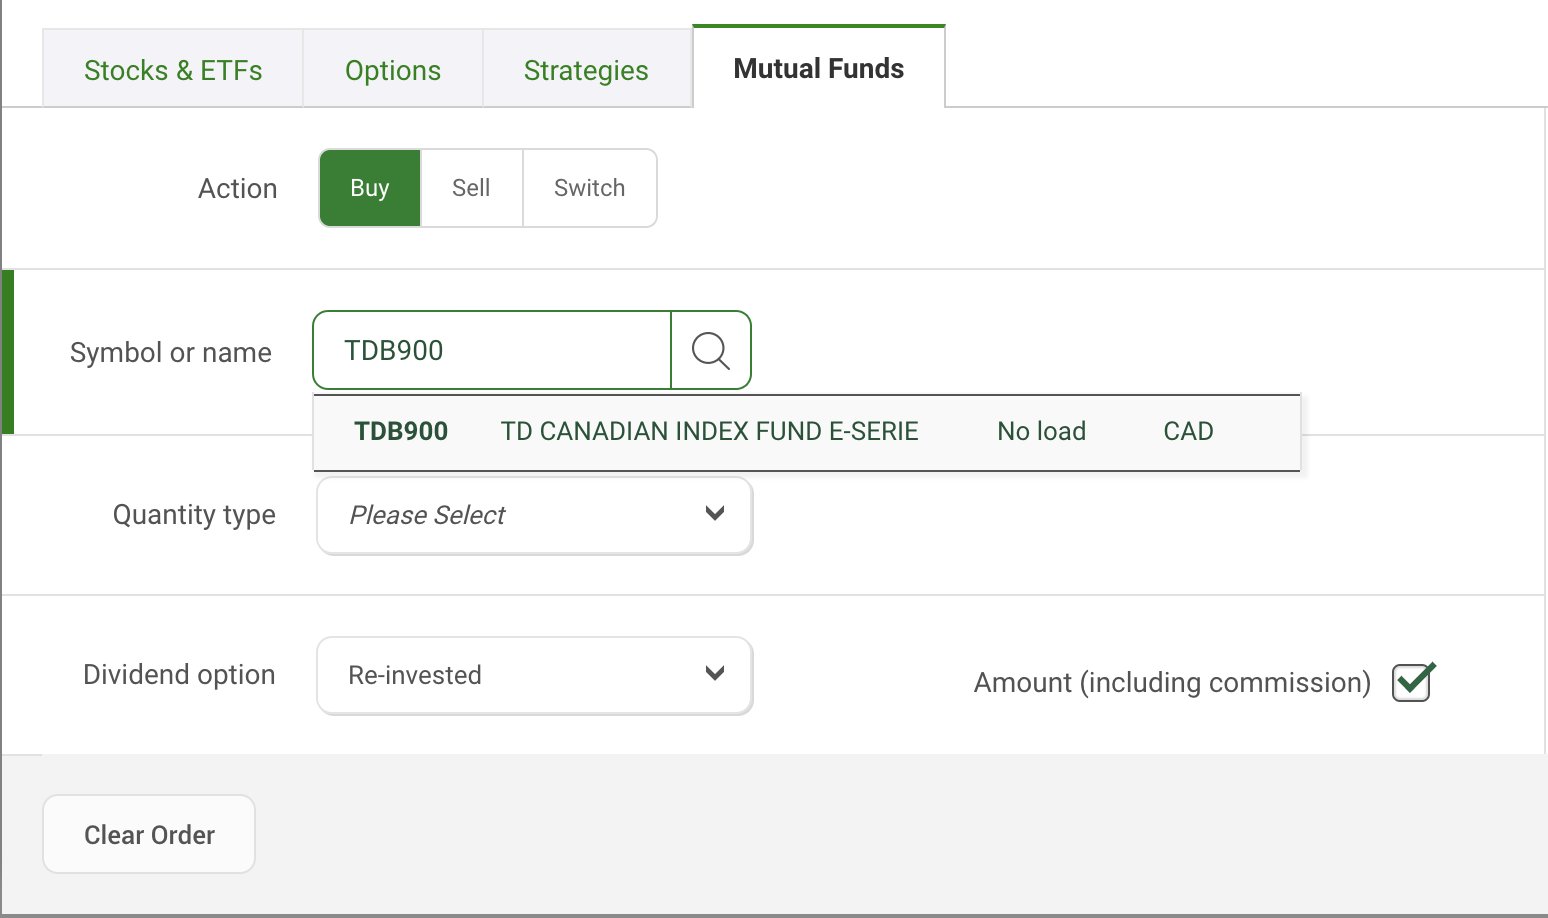 Stocks & ETFs Options Strategies Mutual Funds
Action Buy Sell Switch
Symbol or name TDB900
TDB900 TD CANADIAN INDEX FUND E-SERIE No load CAD
Quantity type Please Select
Dividend option Re-invested Amount (including commission)
Clear Order